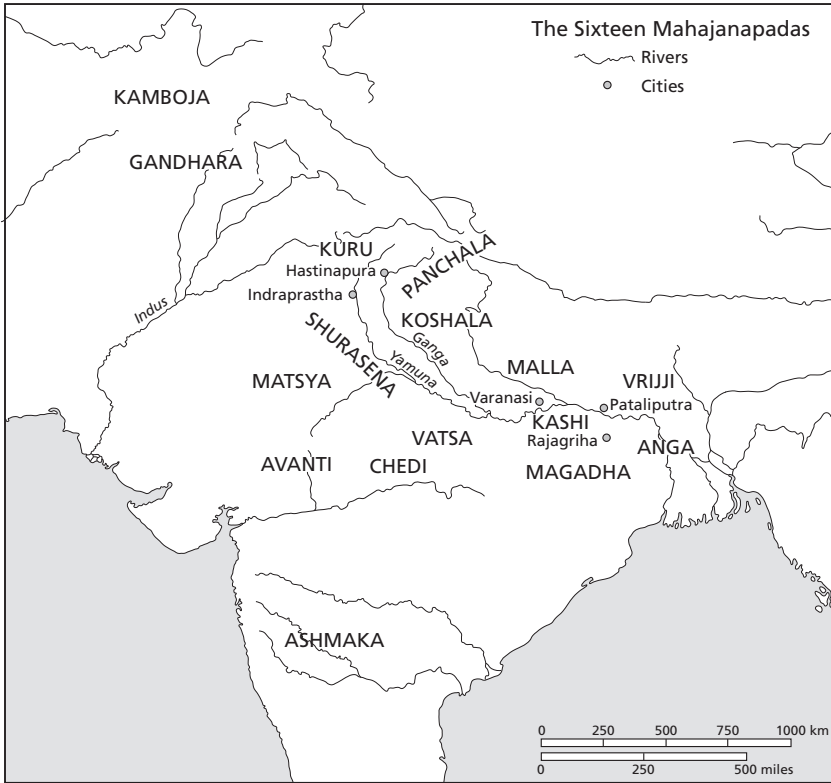 The Sixteen Mahajanapadas
Rivers
Cities
KAMBOJA
GANDHARA
KURU
Hastinapura
PANCHALA
Indraprastha
Indus
KOSHALA
SHURASENA
Ganga
Yamuna
MALLA
MATSYA
VRIJJI
Varanasi
Pataliputra
KASHI
VATSA
Rajagriha
ANGA
AVANTI
CHEDI
MAGADHA
ASHMAKA
0 250 500 750 1000 km
0 250 500 miles